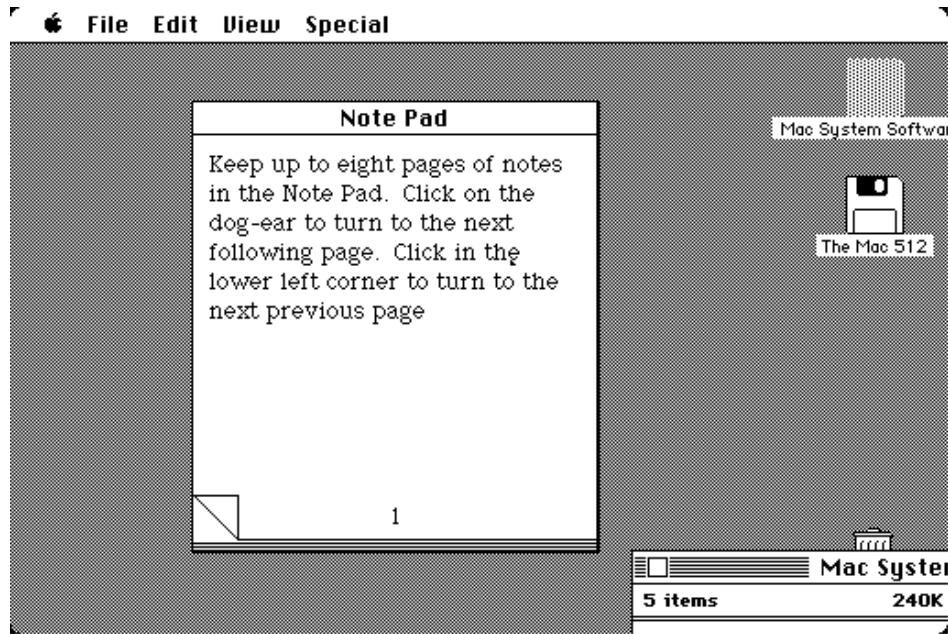 File Edit View Special
Note Pad
Keep up to eight pages of notes
in the Note Pad. Click on the
dog-ear to turn to the next
following page. Click in the
lower left corner to turn to the
next previous page
1
Mac System Softwar
The Mac 512
Mac System
5 items 240K